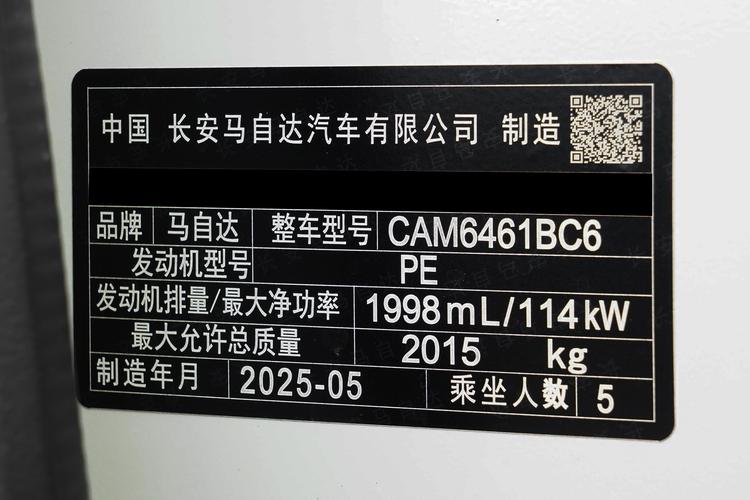 中国 长安马自达汽车有限公司 制造
品牌 马自达 整车型号 CAM6461BC6
发动机型号 PE
发动机排量/最大净功率 1998mL/114kW
最大允许总质量 2015 kg
制造年月 2025-05 乘坐人数 5